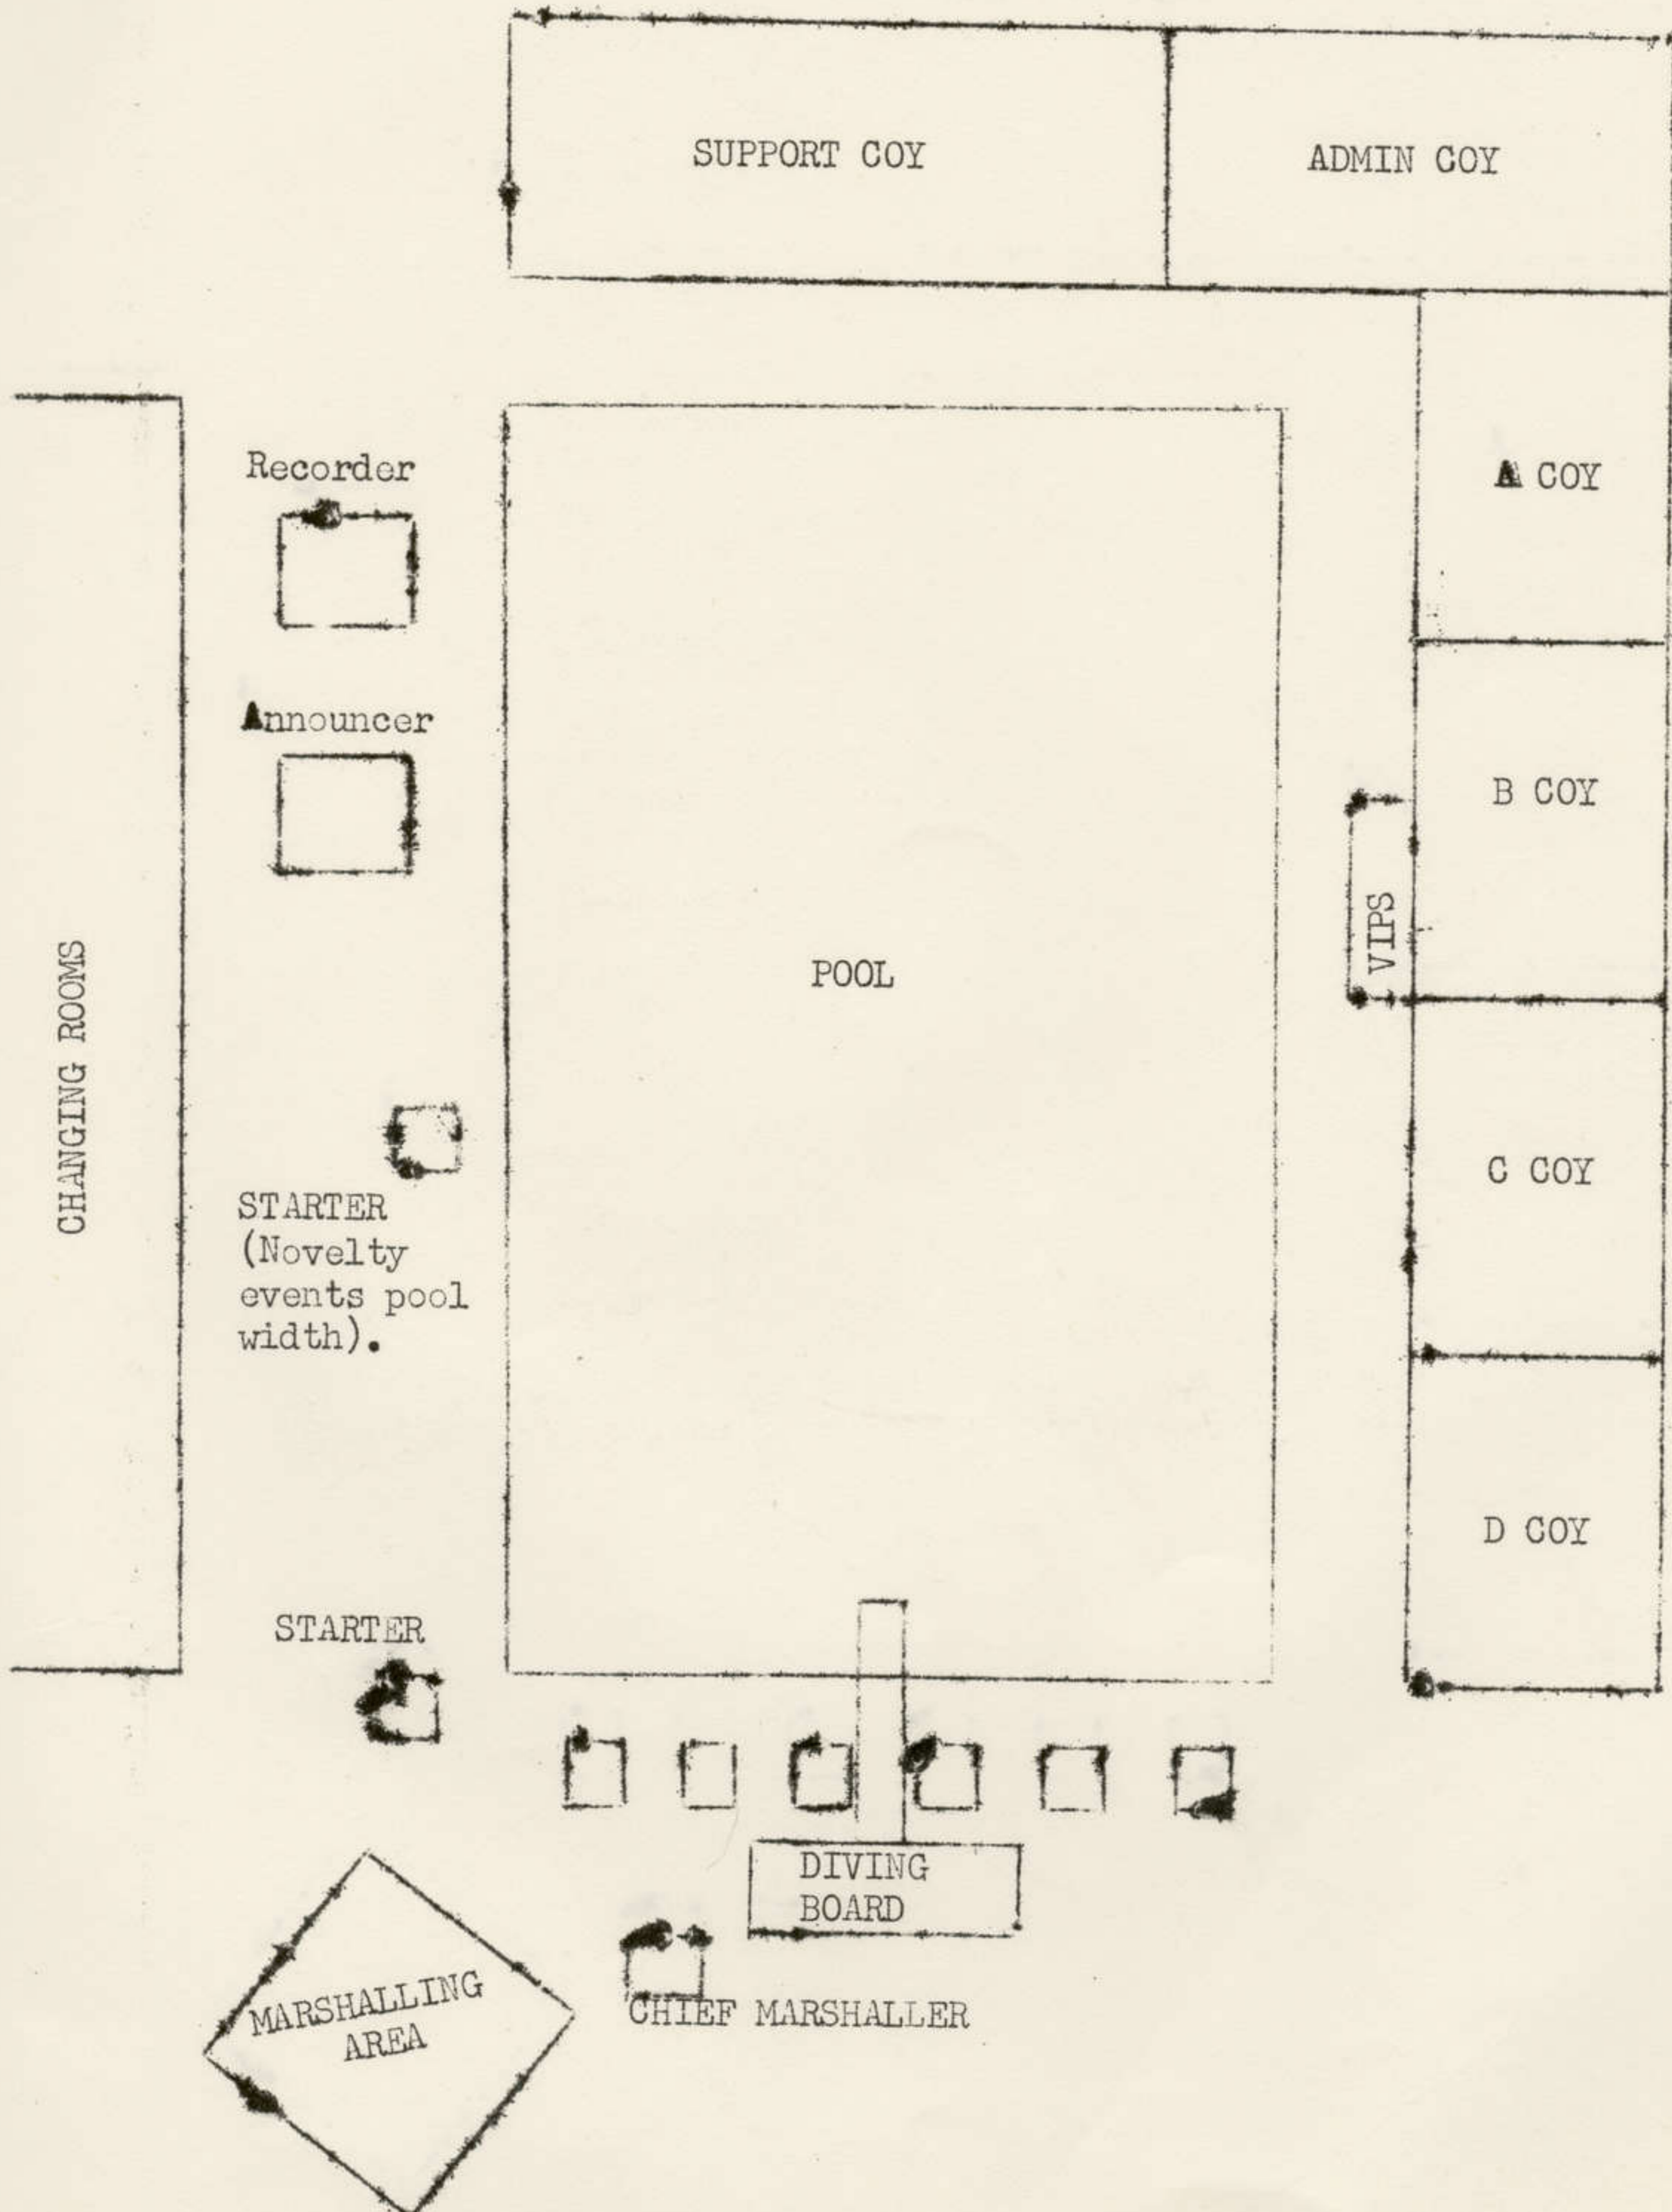 SUPPORT COY
ADMIN COY
Recorder
A COY
Announcer
B COY
VIPS
POOL
CHANGING ROOMS
C COY
STARTER
(Novelty
events pool
width).
D COY
STARTER
DIVING
BOARD
MARSHALLING
AREA
CHIEF MARSHALLER